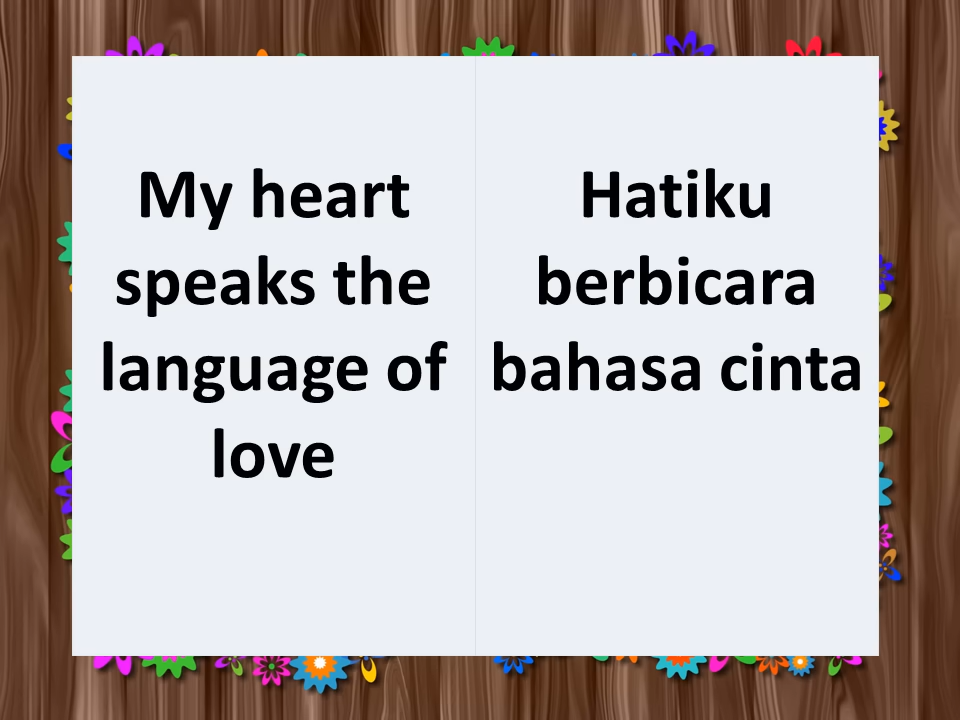 My heart
speaks the
language of
love
Hatiku
berbicara
bahasa cinta